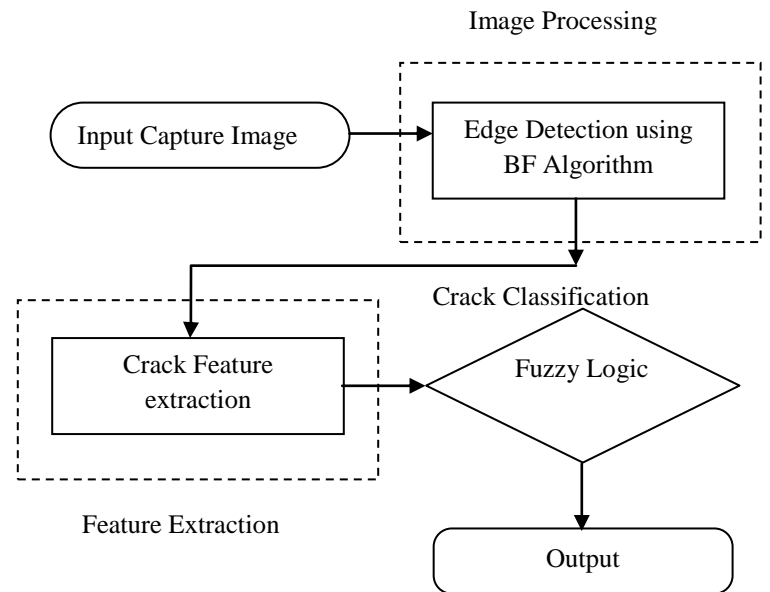 Image Processing
Input Capture Image
Edge Detection using
BF Algorithm
Crack Classification
Crack Feature
extraction
Fuzzy Logic
Feature Extraction
Output